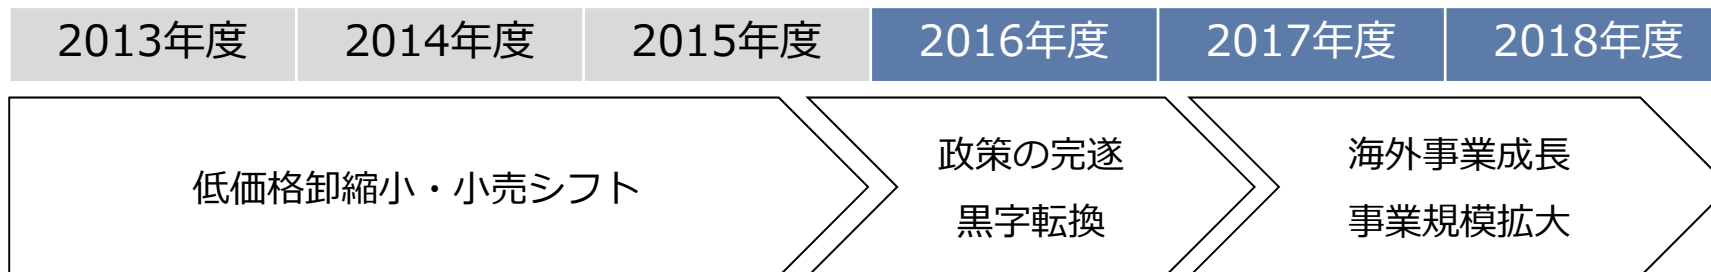 2013年度 2014年度 2015年度 2016年度 2017年度 2018年度
低価格卸縮小・小売シフト
政策の完遂
黒字転換
海外事業成長
事業規模拡大